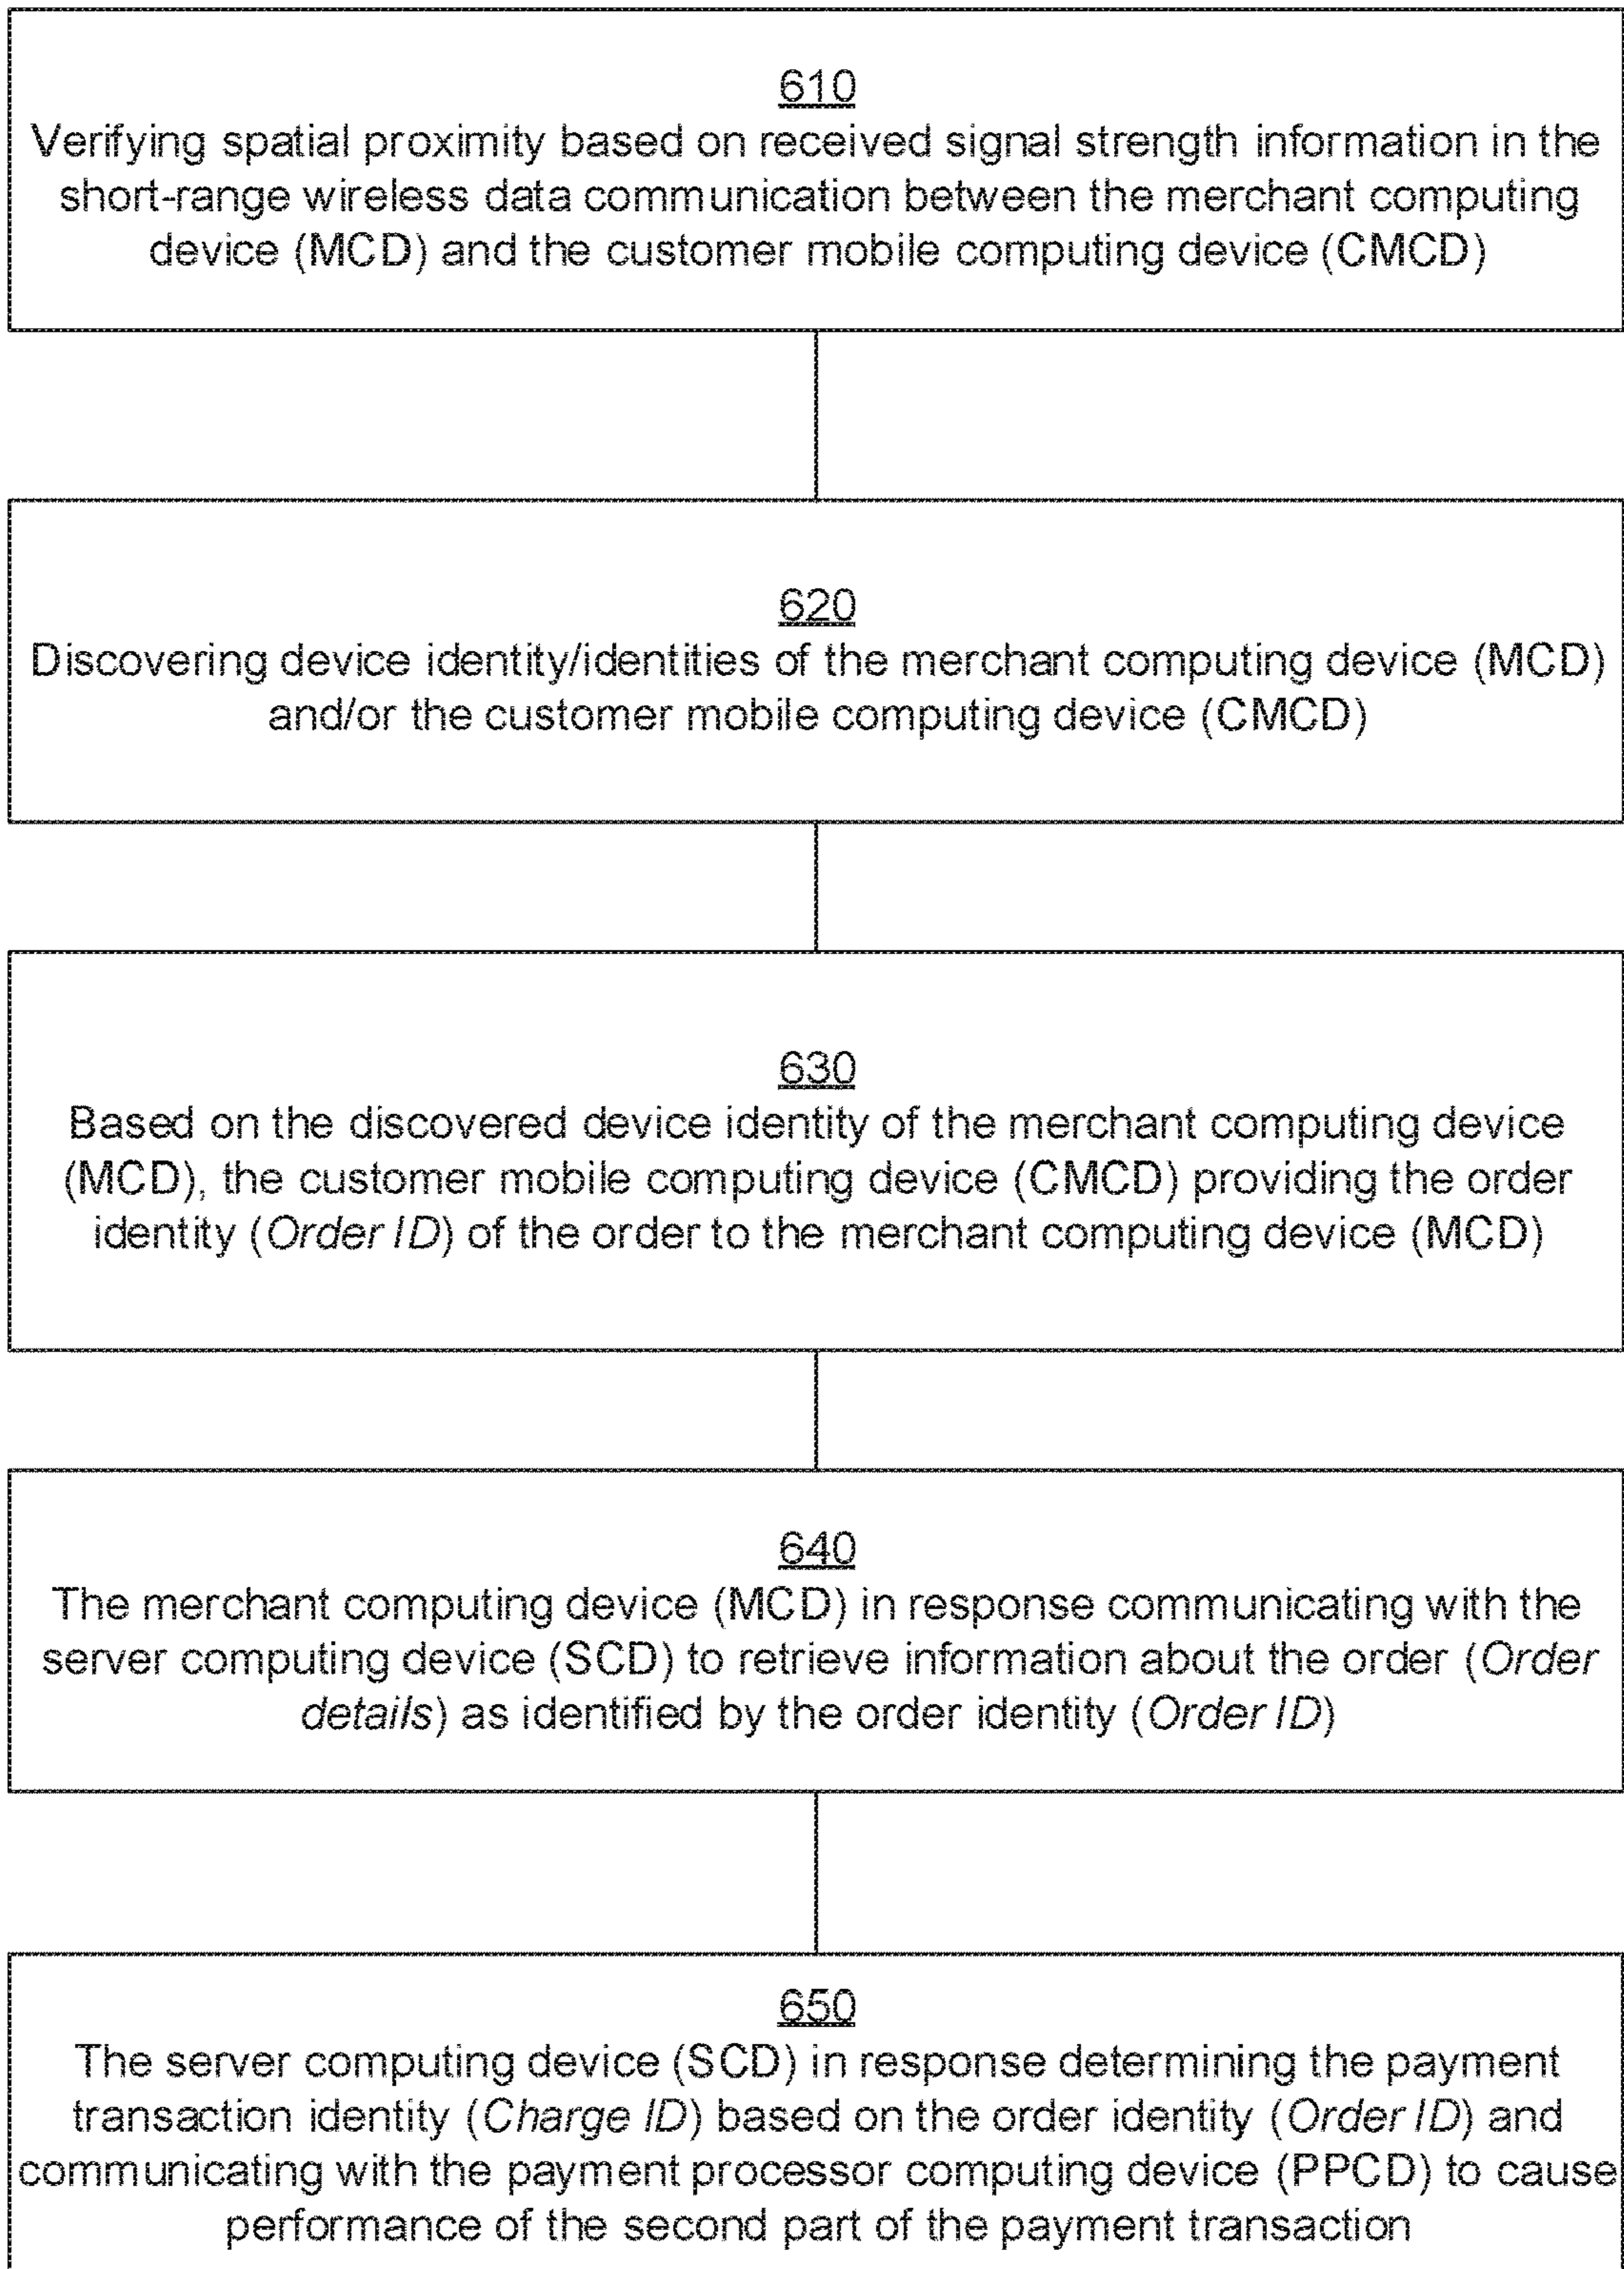 610
Verifying spatial proximity based on received signal strength information in the
short-range wireless data communication between the merchant computing
device (MCD) and the customer mobile computing device (CMCD)
620
Discovering device identity/identities of the merchant computing device (MCD)
and/or the customer mobile computing device (CMCD)
630
Based on the discovered device identity of the merchant computing device
(MCD), the customer mobile computing device (CMCD) providing the order
identity (Order ID) of the order to the merchant computing device (MCD)
640
The merchant computing device (MCD) in response communicating with the
server computing device (SCD) to retrieve information about the order (Order
details) as identified by the order identity (Order ID)
650
The server computing device (SCD) in response determining the payment
transaction identity (Charge ID) based on the order identity (Order ID) and
communicating with the payment processor computing device (PPCD) to cause
performance of the second part of the payment transaction